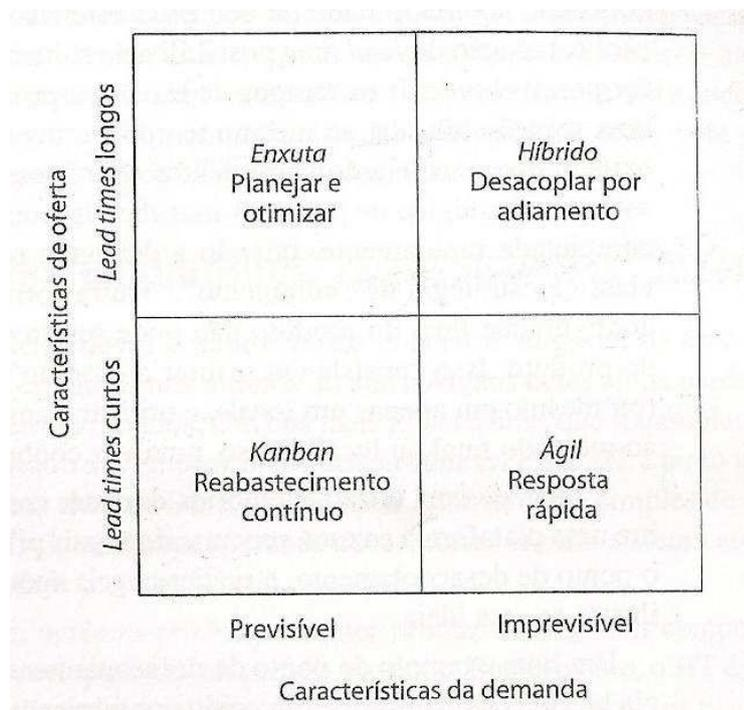 Características de oferta
Lead times longos
Lead times curtos
Enxuta
Planejar e
otimizar
Híbrido
Desacoplar por
adiamento
Kanban
Reabastecimento
contínuo
Ágil
Resposta
rápida
Previsível
Imprevisível
Características da demanda